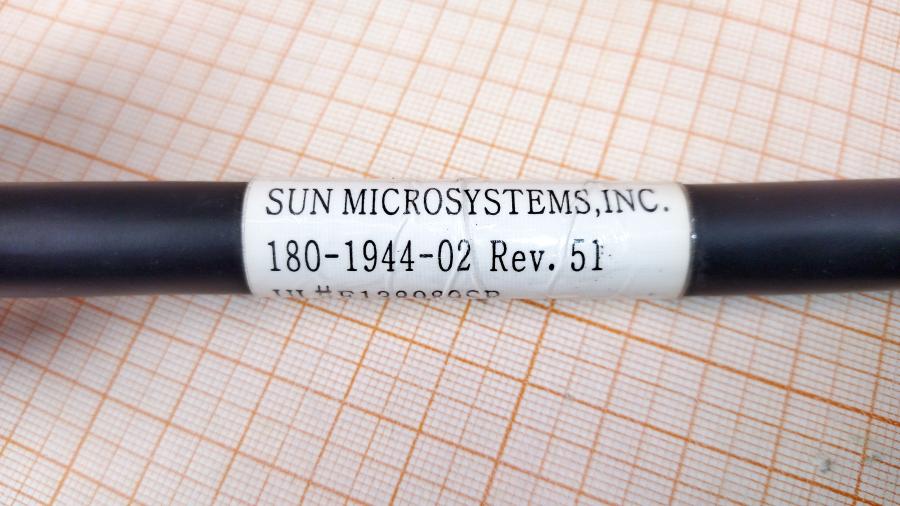 SUN MICROSYSTEMS,INC.
180-1944-02 Rev. 51